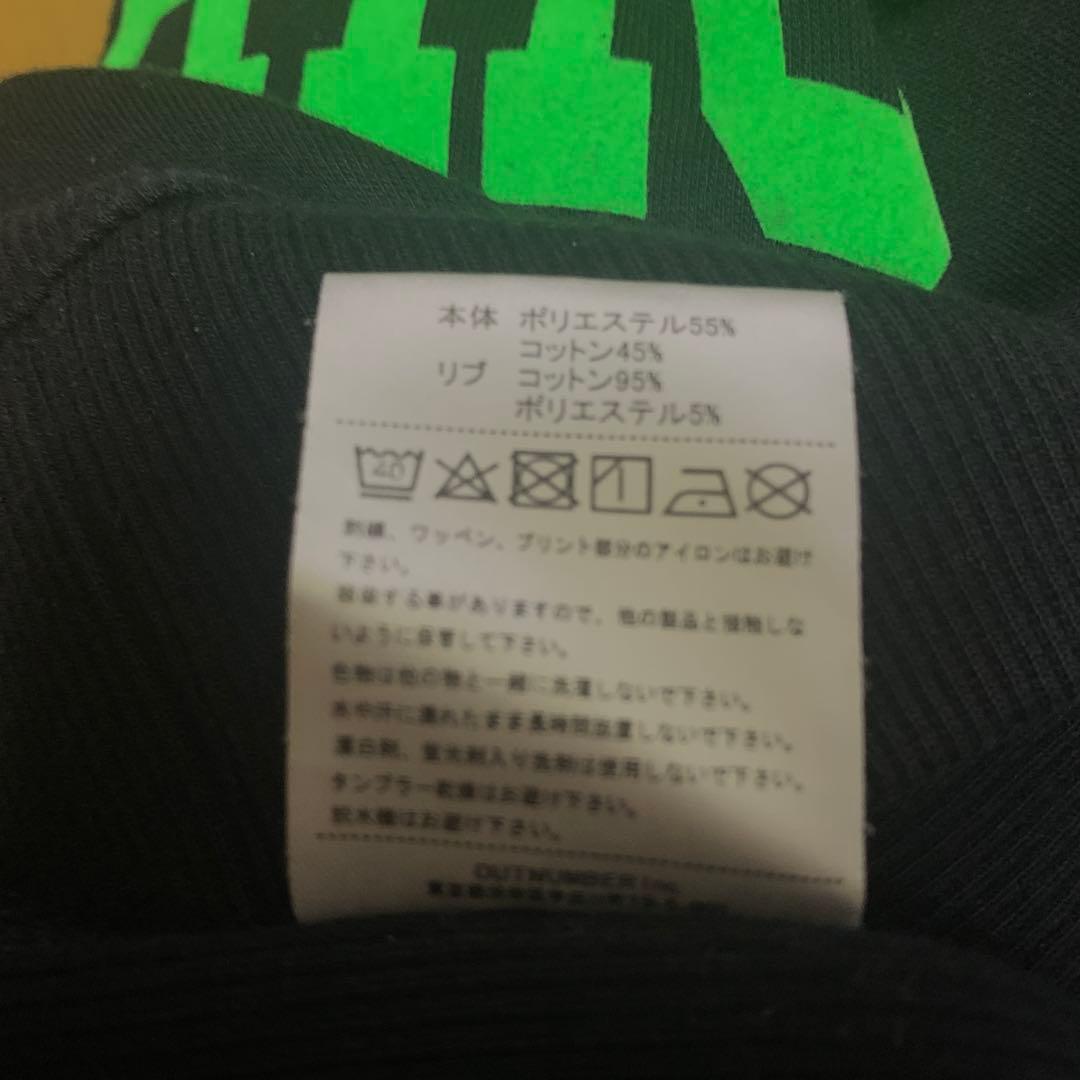 本体 ポリエステル55%
コットン45%
リブ コットン95%
ポリエステル5%
40
刺繍、ワッペン、プリント部分のアイロンはお避け
下さい。
移染する事がありますので、他の製品と接触しな
いように保管して下さい。
色物は他の物と一緒に洗濯しないで下さい。
水や汗に濡れたまま長時間放置しないで下さい。
漂白剤、蛍光剤入り洗剤は使用しないで下さい。
タンブラー乾燥はお避け下さい。
脱水機はお避け下さい。
OUTNUMBER Inc.